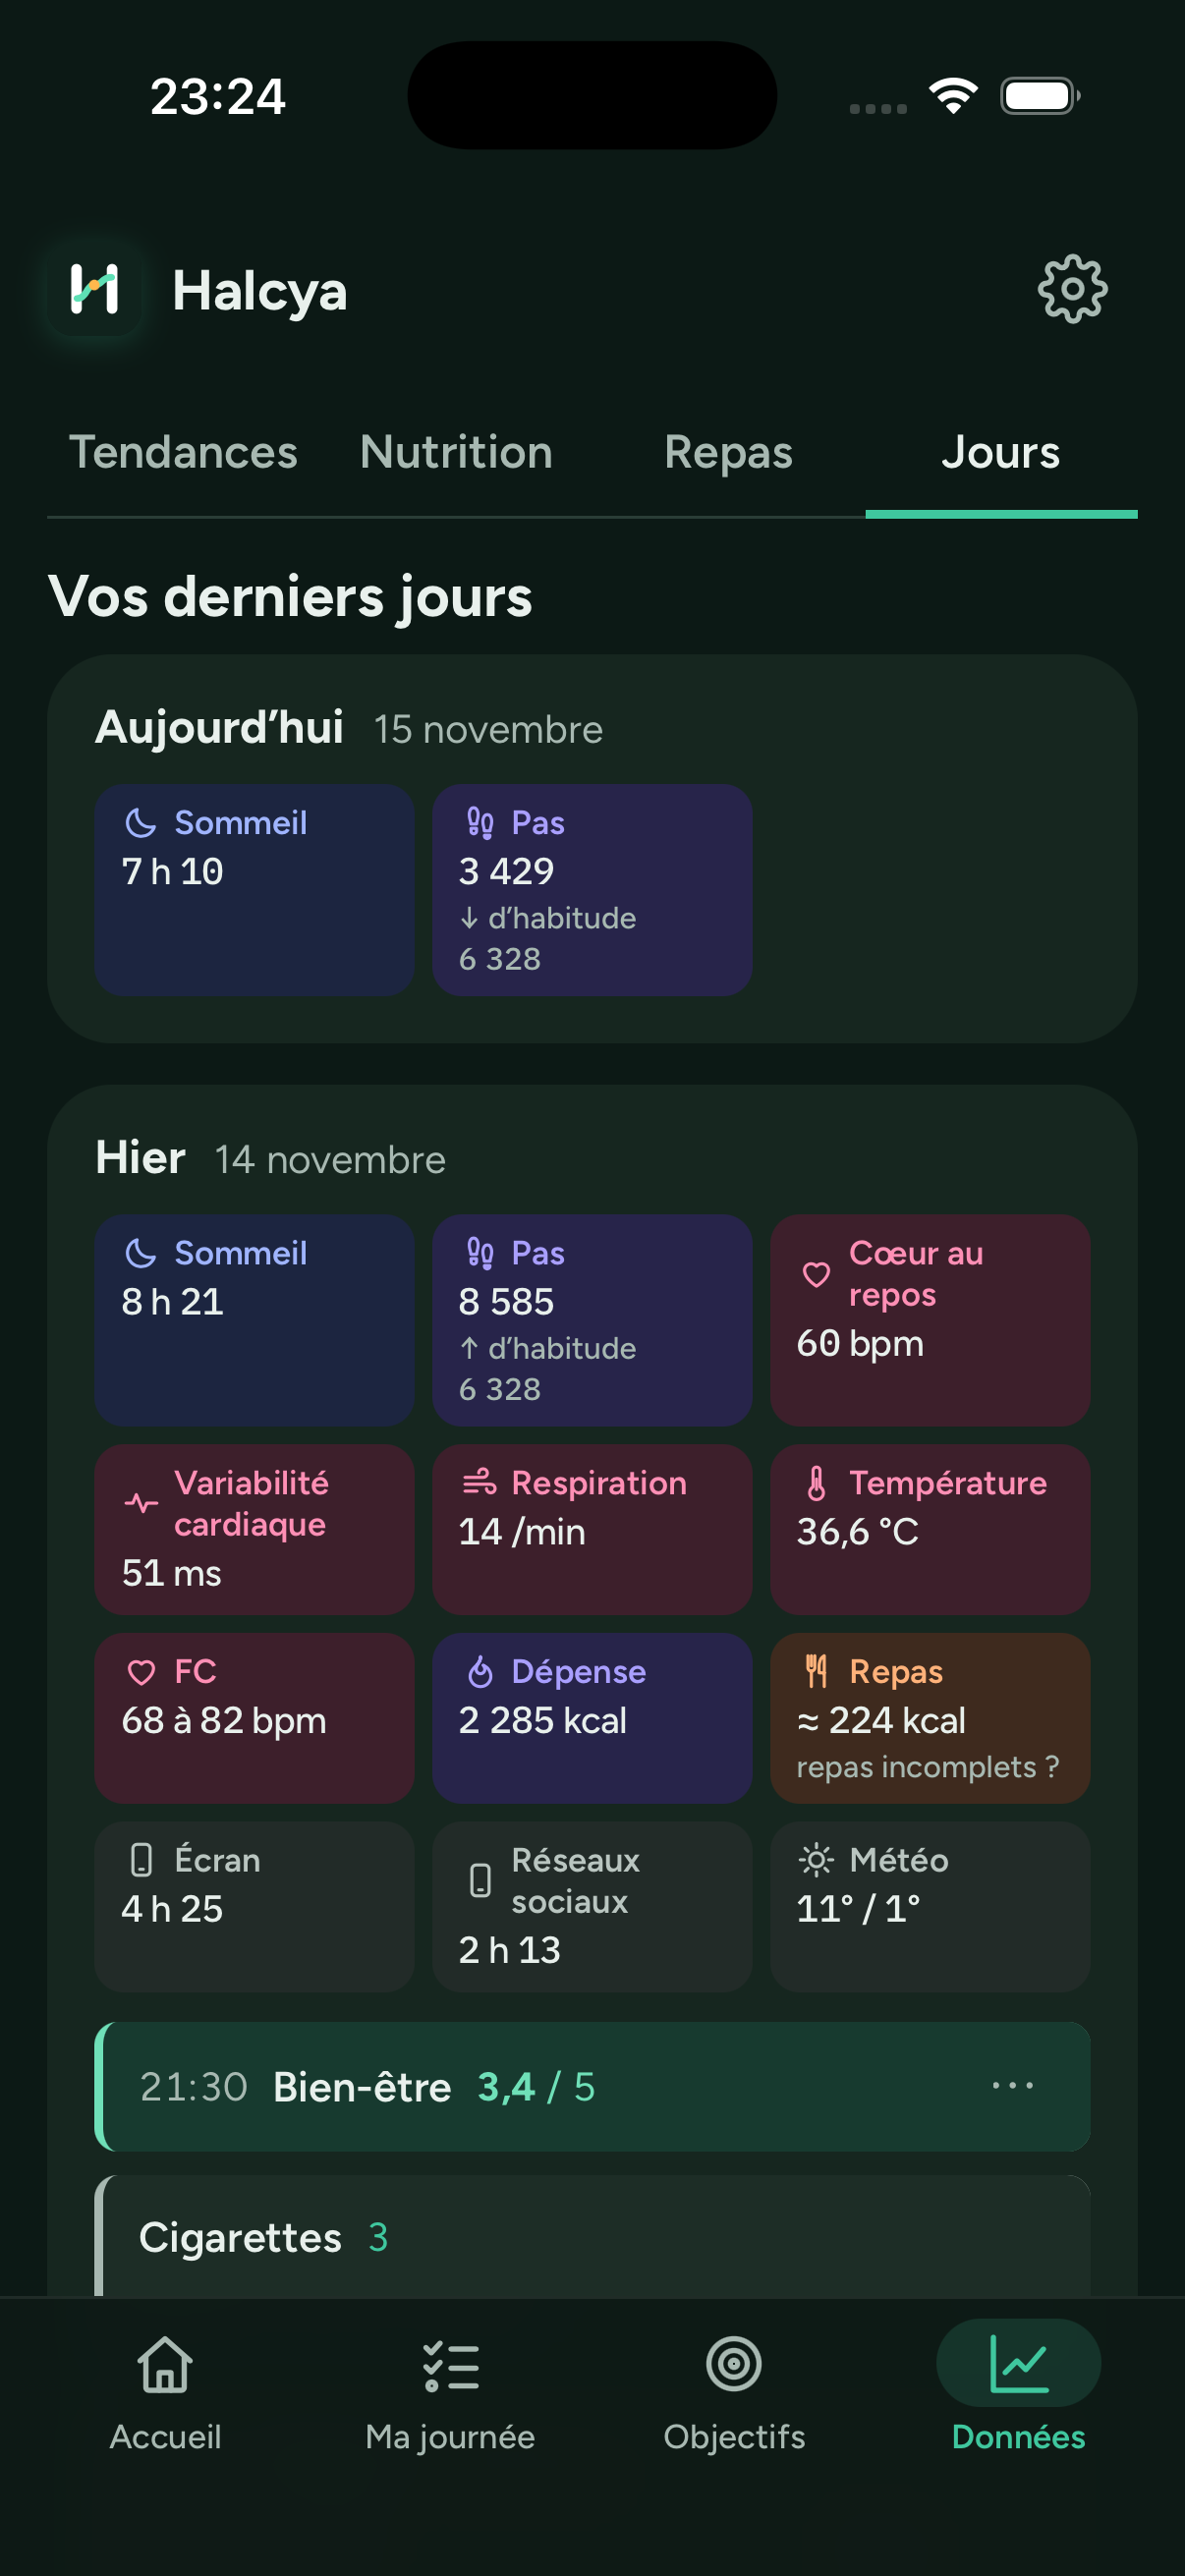 23:24
Halcya
Tendances Nutrition Repas Jours
Vos derniers jours
Aujourd’hui 15 novembre
Sommeil
7 h 10
Pas
3 429
↓ d’habitude
6 328
Hier 14 novembre
Sommeil
8 h 21
Pas
8 585
↑ d’habitude
6 328
Cœur au
repos
60 bpm
Variabilité
cardiaque
51 ms
Respiration
14 /min
Température
36,6 °C
FC
68 à 82 bpm
Dépense
2 285 kcal
Repas
≈ 224 kcal
repas incomplets ?
Écran
4 h 25
Réseaux
sociaux
2 h 13
Météo
11° / 1°
21:30 Bien-être 3,4 / 5
Cigarettes 3
Accueil Ma journée Objectifs Données